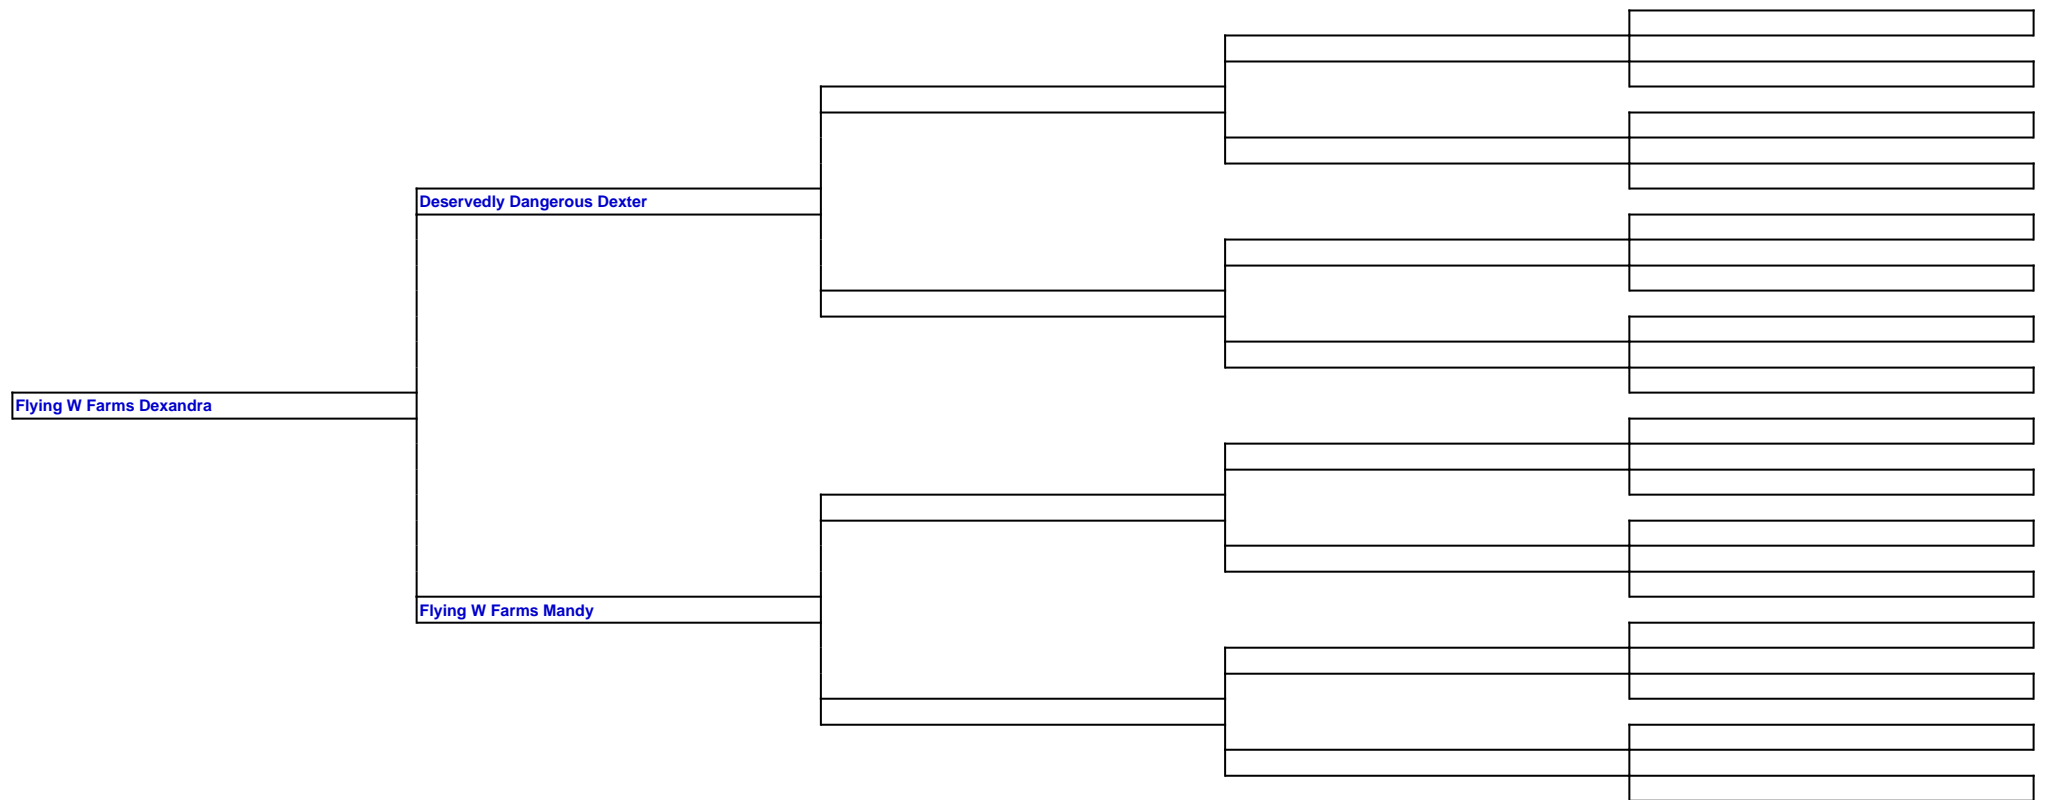 Deservedly Dangerous Dexter
Flying W Farms Dexandra
Flying W Farms Mandy